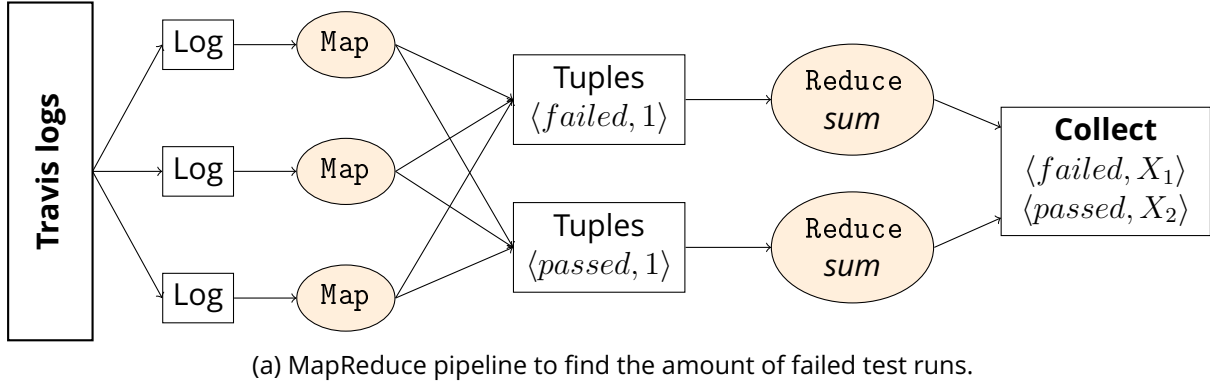 Travis logs
Log
Map
Log
Map
Log
Map
Tuples
⟨failed, 1⟩
Tuples
⟨passed, 1⟩
Reduce
sum
Reduce
sum
Collect
⟨failed, X₁⟩
⟨passed, X₂⟩
(a) MapReduce pipeline to find the amount of failed test runs.